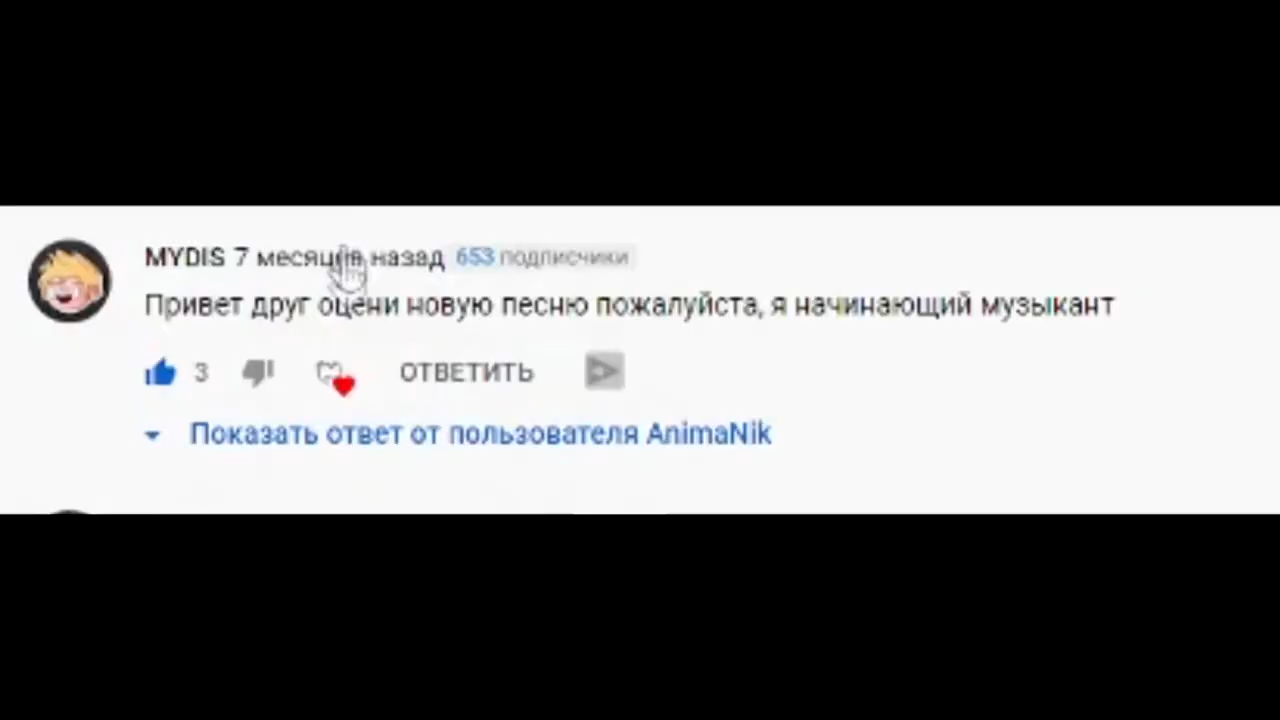 MYDIS 7 месяцев назад 653 подписчики
Привет друг оцени новую песню пожалуйста, я начинающий музыкант
3 ОТВЕТИТЬ
Показать ответ от пользователя AnimaNik